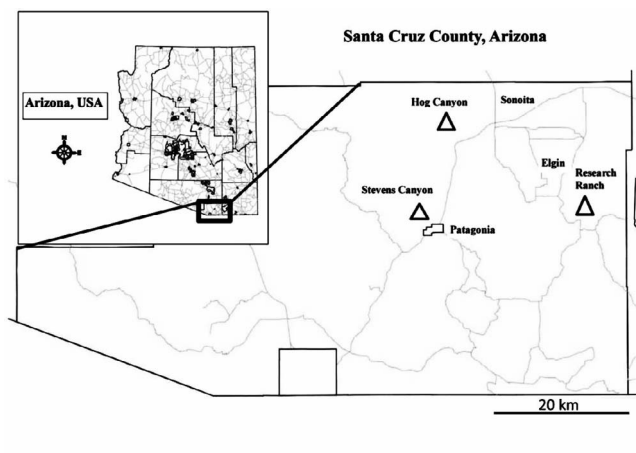 Santa Cruz County, Arizona
Arizona, USA
N
E
S
Hog Canyon
Sonoita
Elgin
Research
Ranch
Stevens Canyon
Patagonia
20 km